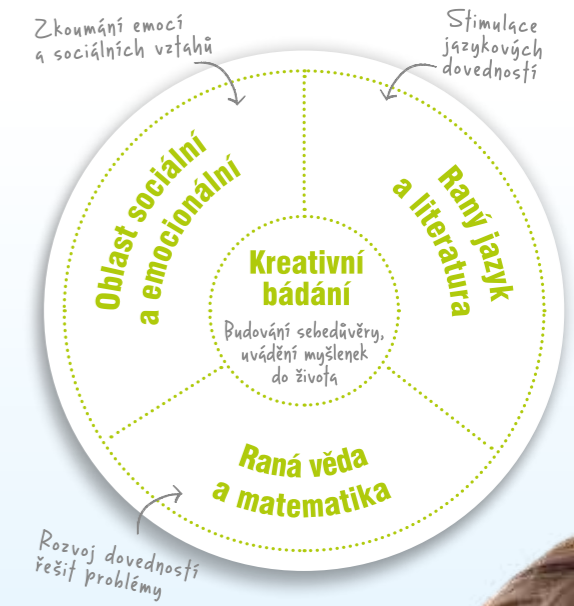 Zkoumání emocí
a sociálních vztahů
Stimulace
jazykových
dovedností
Oblast sociální
a emocionální
Raný jazyk
a literatura
Kreativní
bádání
Budování sebedůvěry,
uvádění myšlenek
do života
Raná věda
a matematika
Rozvoj dovedností
řešit problémy